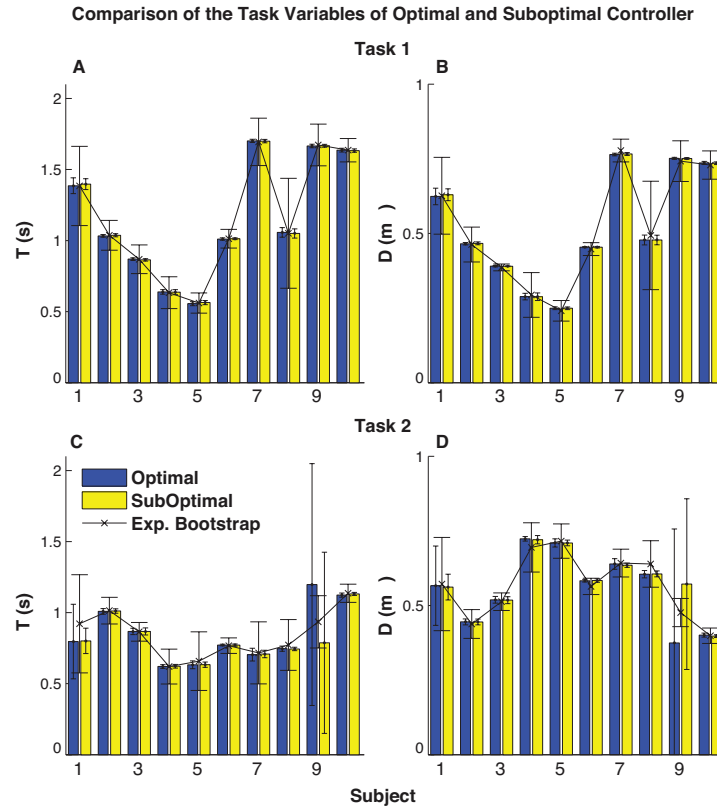 Comparison of the Task Variables of Optimal and Suboptimal Controller
Task 1
A
B
2
1.5
1
0.5
0
T (s)
1
0.5
0
D (m )
1 3 5 7 9
1 3 5 7 9
Task 2
C
D
2
1.5
1
0.5
0
T (s)
Optimal
SubOptimal
Exp. Bootstrap
1
0.5
0
D (m )
1 3 5 7 9
1 3 5 7 9
Subject